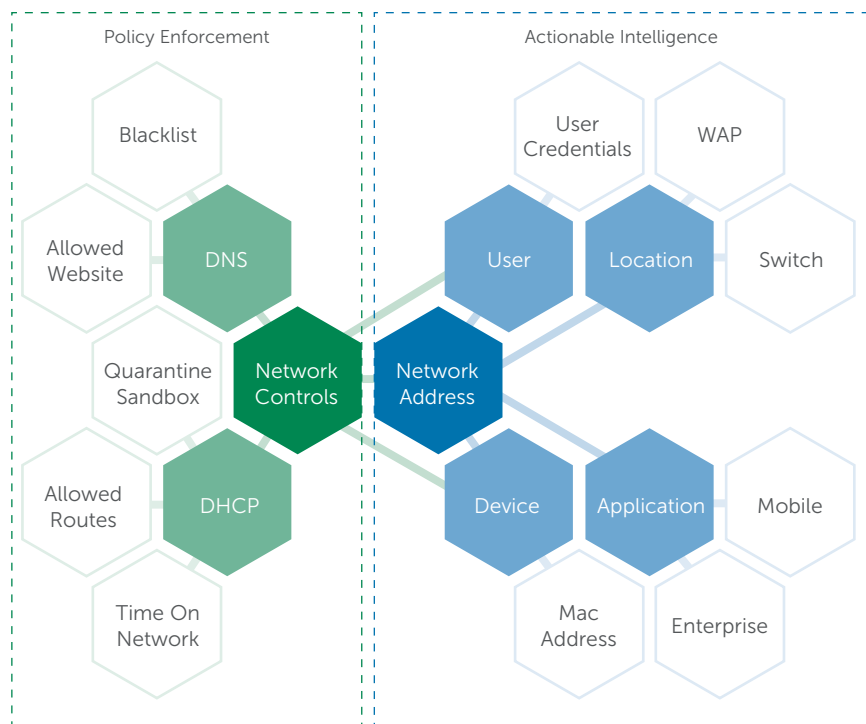 Policy Enforcement
Actionable Intelligence
Blacklist
User
Credentials
WAP
Allowed
Website
DNS
User
Location
Switch
Quarantine
Sandbox
Network
Controls
Network
Address
Allowed
Routes
DHCP
Device
Application
Mobile
Time On
Network
Mac
Address
Enterprise